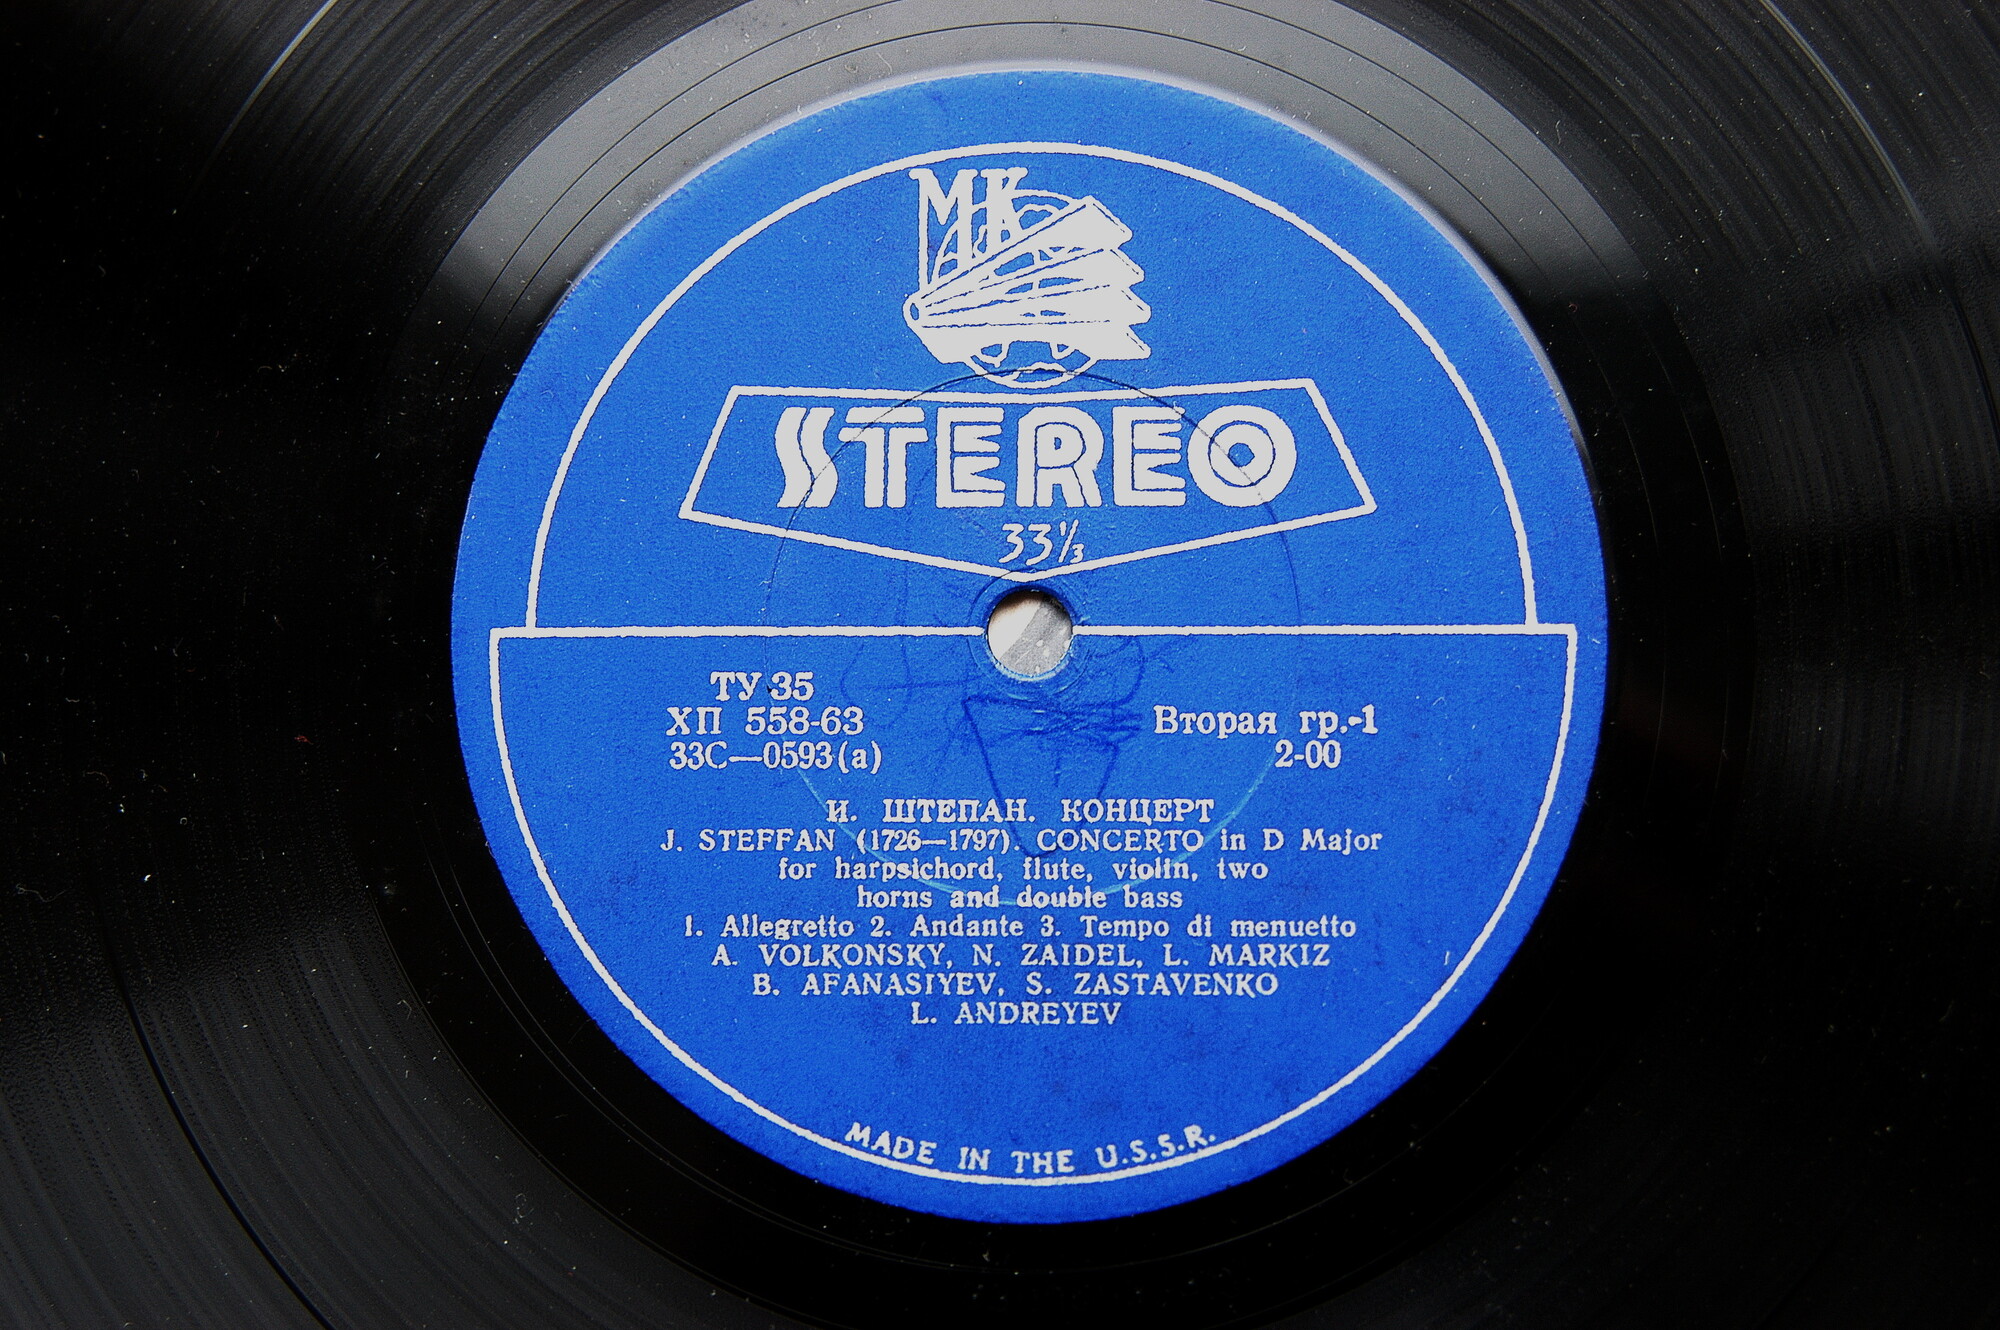 МК
STEREO
33⅓
ТУ 35
ХП 558-63
33С—0593(а)
Вторая гр.-1
2-00
И. ШТЕПАН. КОНЦЕРТ
J. STEFFAN (1726—1797). CONCERTO in D Major
for harpsichord, flute, violin, two
horns and double bass
1. Allegretto 2. Andante 3. Tempo di menuetto
A. VOLKONSKY, N. ZAIDEL, L. MARKIZ
B. AFANASIYEV, S. ZASTAVENKO
L. ANDREYEV
MADE IN THE U.S.S.R.